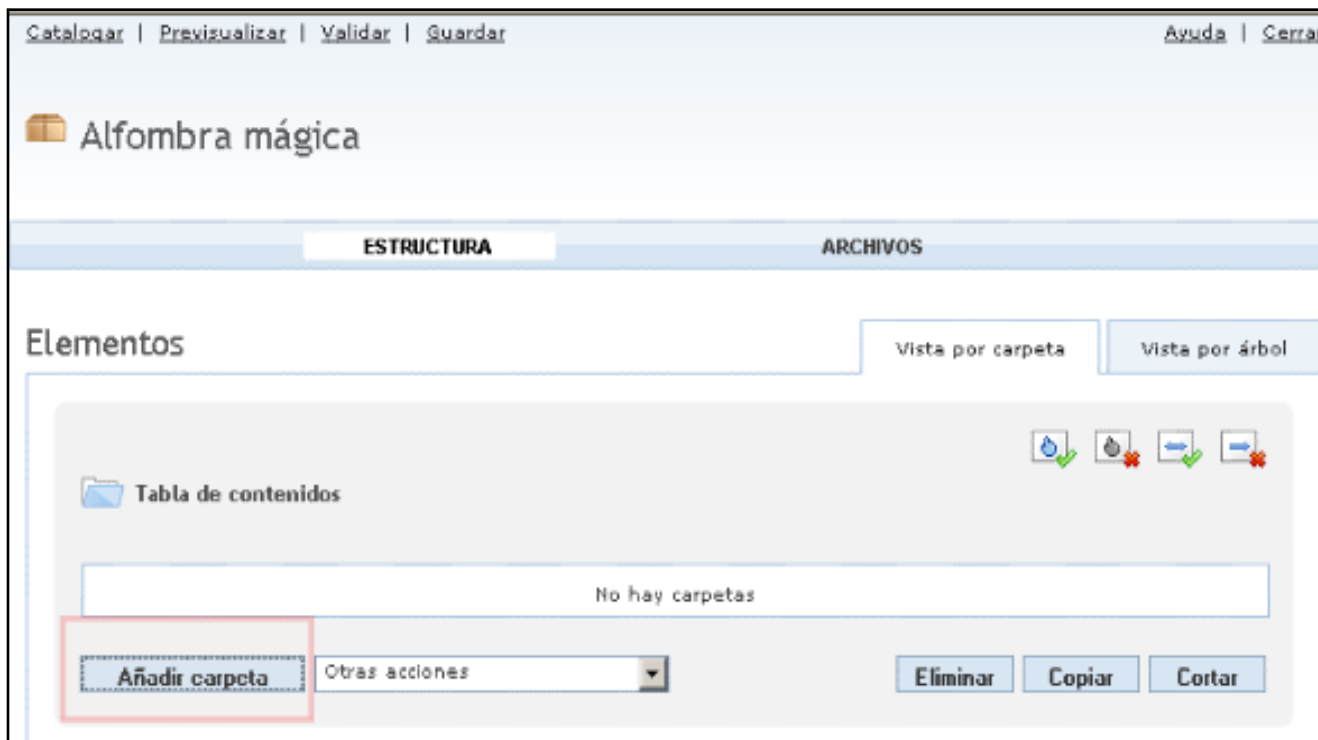 Catalogar | Previsualizar | Validar | Guardar Ayuda | Cerrar
Alfombra mágica
ESTRUCTURA ARCHIVOS
Elementos Vista por carpeta Vista por árbol
Tabla de contenidos
No hay carpetas
Añadir carpeta Otras acciones Eliminar Copiar Cortar